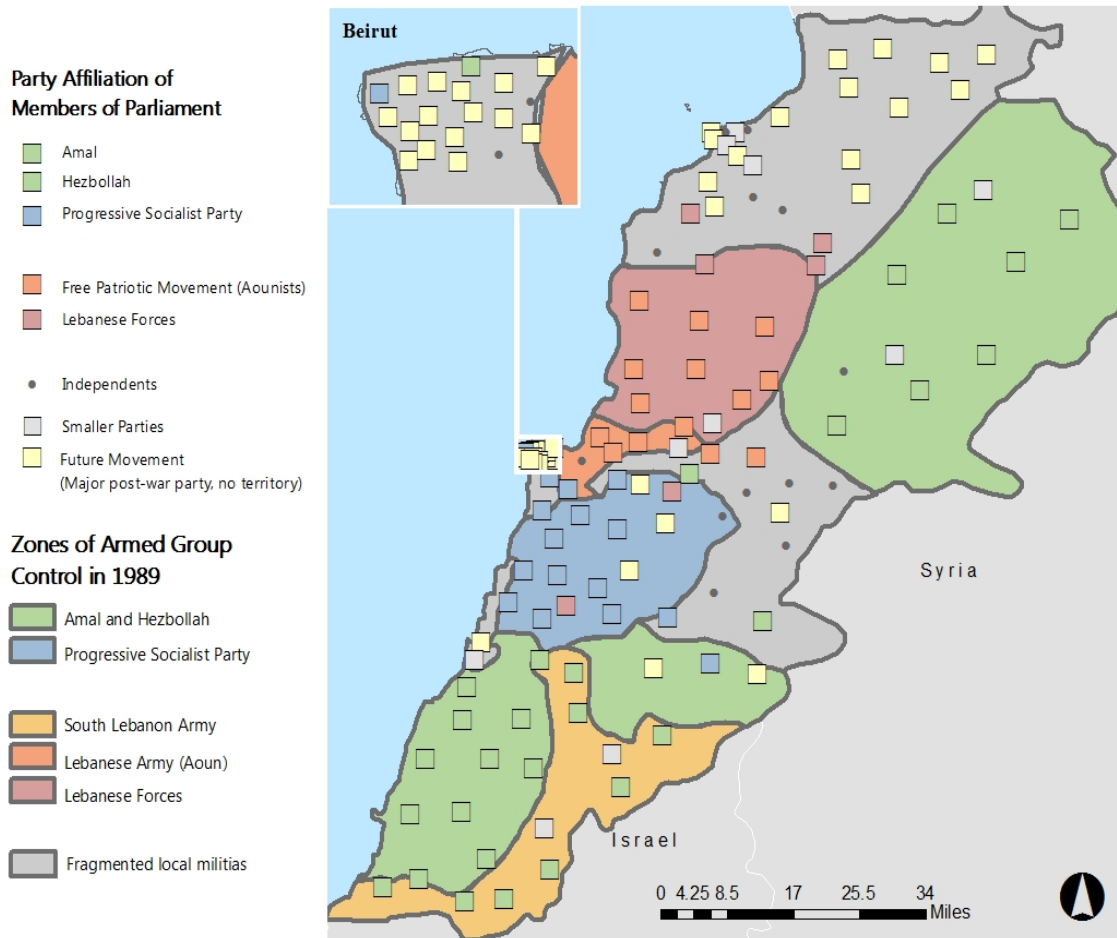 Party Affiliation of
Members of Parliament
Amal
Hezbollah
Progressive Socialist Party
Free Patriotic Movement (Aounists)
Lebanese Forces
Independents
Smaller Parties
Future Movement
(Major post-war party, no territory)
Zones of Armed Group
Control in 1989
Amal and Hezbollah
Progressive Socialist Party
South Lebanon Army
Lebanese Army (Aoun)
Lebanese Forces
Fragmented local militias
Beirut
Syria
Israel
0 4.25 8.5 17 25.5 34
Miles